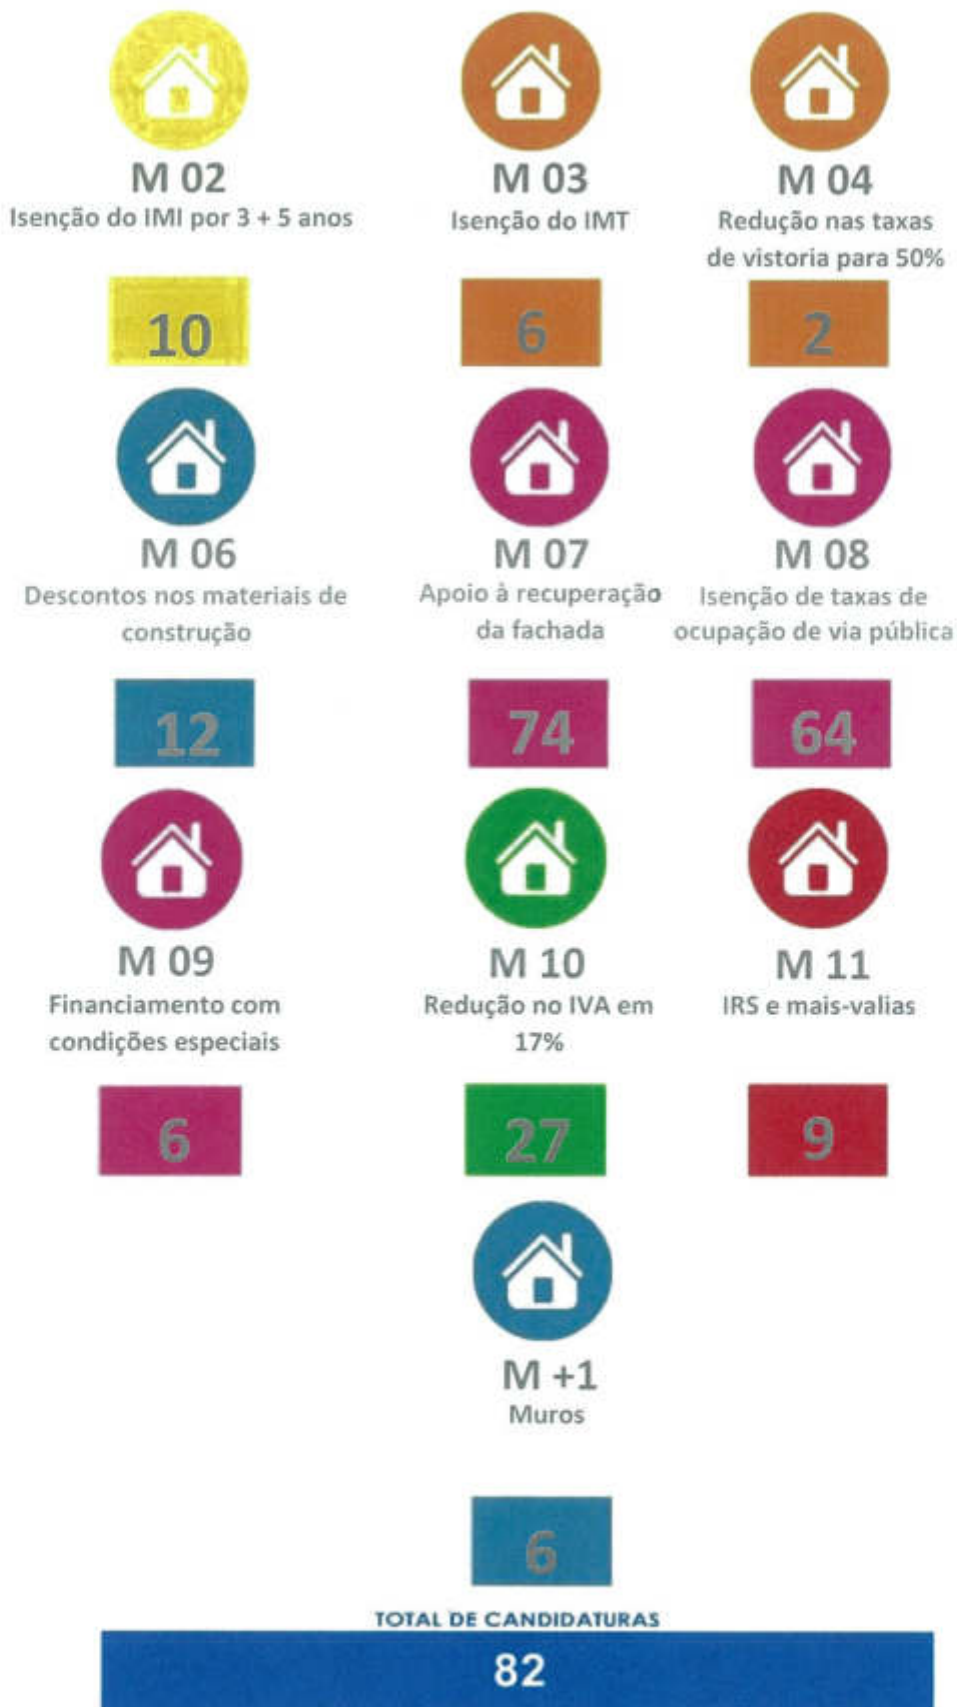 M 02
Isenção do IMI por 3 + 5 anos
10
M 03
Isenção do IMT
6
M 04
Redução nas taxas
de vistoria para 50%
2
M 06
Descontos nos materiais de
construção
12
M 07
Apoio à recuperação
da fachada
74
M 08
Isenção de taxas de
ocupação de via pública
64
M 09
Financiamento com
condições especiais
6
M 10
Redução no IVA em
17%
27
M 11
IRS e mais-valias
9
M +1
Muros
6
TOTAL DE CANDIDATURAS
82